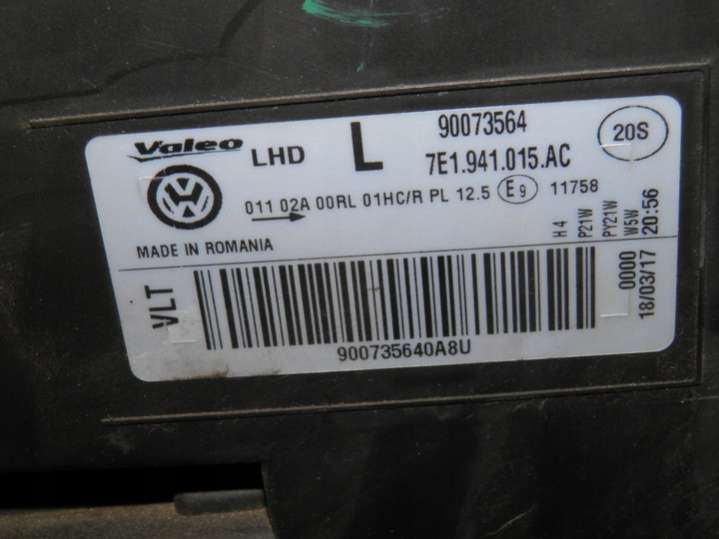 Valeo LHD L 90073564 20S
7E1.941.015.AC
011 02A 00RL 01HC/R PL 12.5 E9 11758
MADE IN ROMANIA
H4
P21W
PY21W
W5W
20:56
0000
18/03/17
VLT
900735640A8U